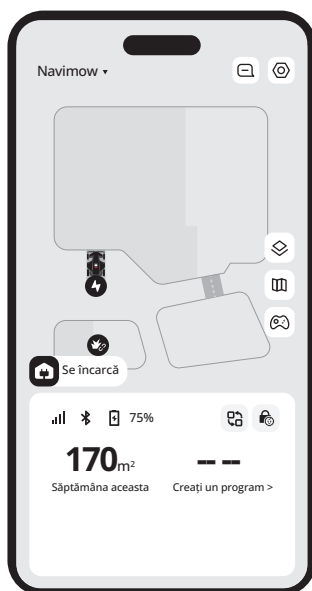 Navimow
Se încarcă
75%
170m²
-- --
Săptămâna aceasta
Creați un program >